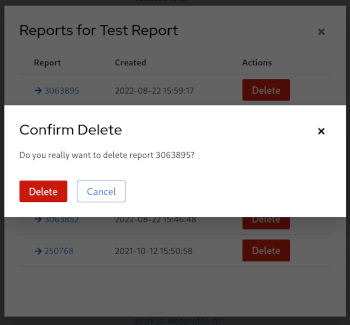 Reports for Test Report ×
Report Created Actions
→ 3063895 2022-08-22 15:59:17 Delete
Confirm Delete ×
Do you really want to delete report 3063895?
Delete Cancel
→ 3063852 2022-08-22 15:46:48 Delete
→ 250768 2021-10-12 15:50:58 Delete